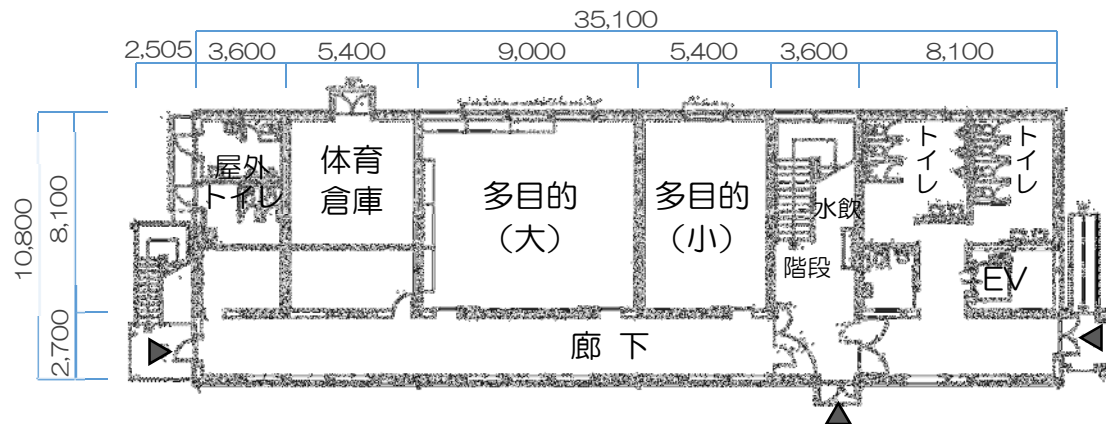 35,100
2,505
3,600
5,400
9,000
5,400
3,600
8,100
10,800
8,100
2,700
屋外
トイレ
体育
倉庫
多目的
（大）
多目的
（小）
水飲
階段
トイレ
トイレ
EV
廊 下